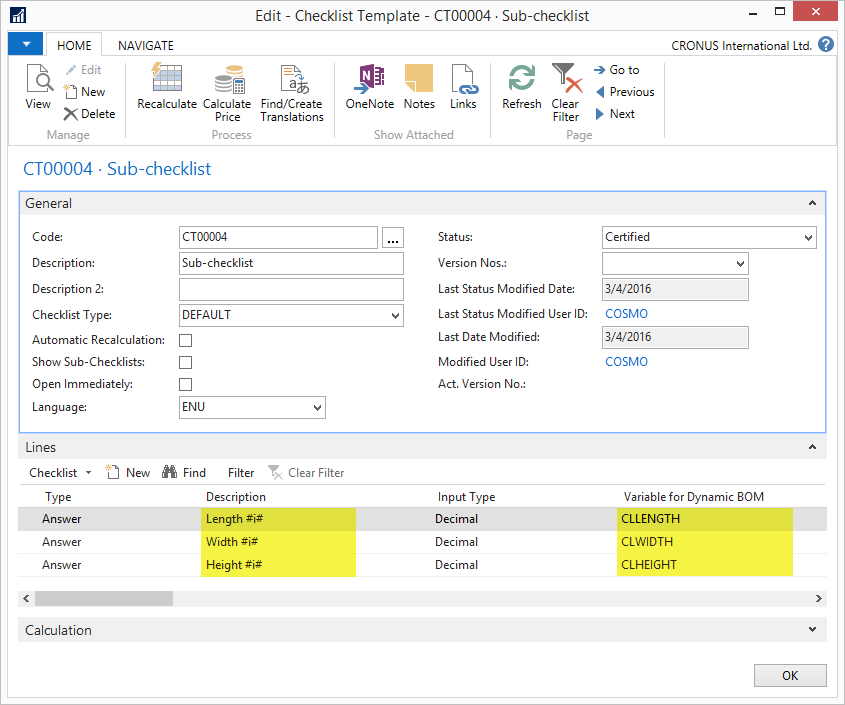 Edit - Checklist Template - CT00004 · Sub-checklist
HOME NAVIGATE CRONUS International Ltd. ?
View Edit New Delete Recalculate Calculate Price Find/Create Translations OneNote Notes Links Refresh Clear Filter Go to Previous Next
Manage Process Show Attached Page
CT00004 · Sub-checklist
General
Code: CT00004 ... Status: Certified
Description: Sub-checklist Version Nos.:
Description 2: Last Status Modified Date: 3/4/2016
Checklist Type: DEFAULT Last Status Modified User ID: COSMO
Automatic Recalculation: Last Date Modified: 3/4/2016
Show Sub-Checklists: Modified User ID: COSMO
Open Immediately: Act. Version No.:
Language: ENU
Lines
Checklist New Find Filter Clear Filter
Type Description Input Type Variable for Dynamic BOM
Answer Length #i# Decimal CLLENGTH
Answer Width #i# Decimal CLWIDTH
Answer Height #i# Decimal CLHEIGHT
Calculation
OK